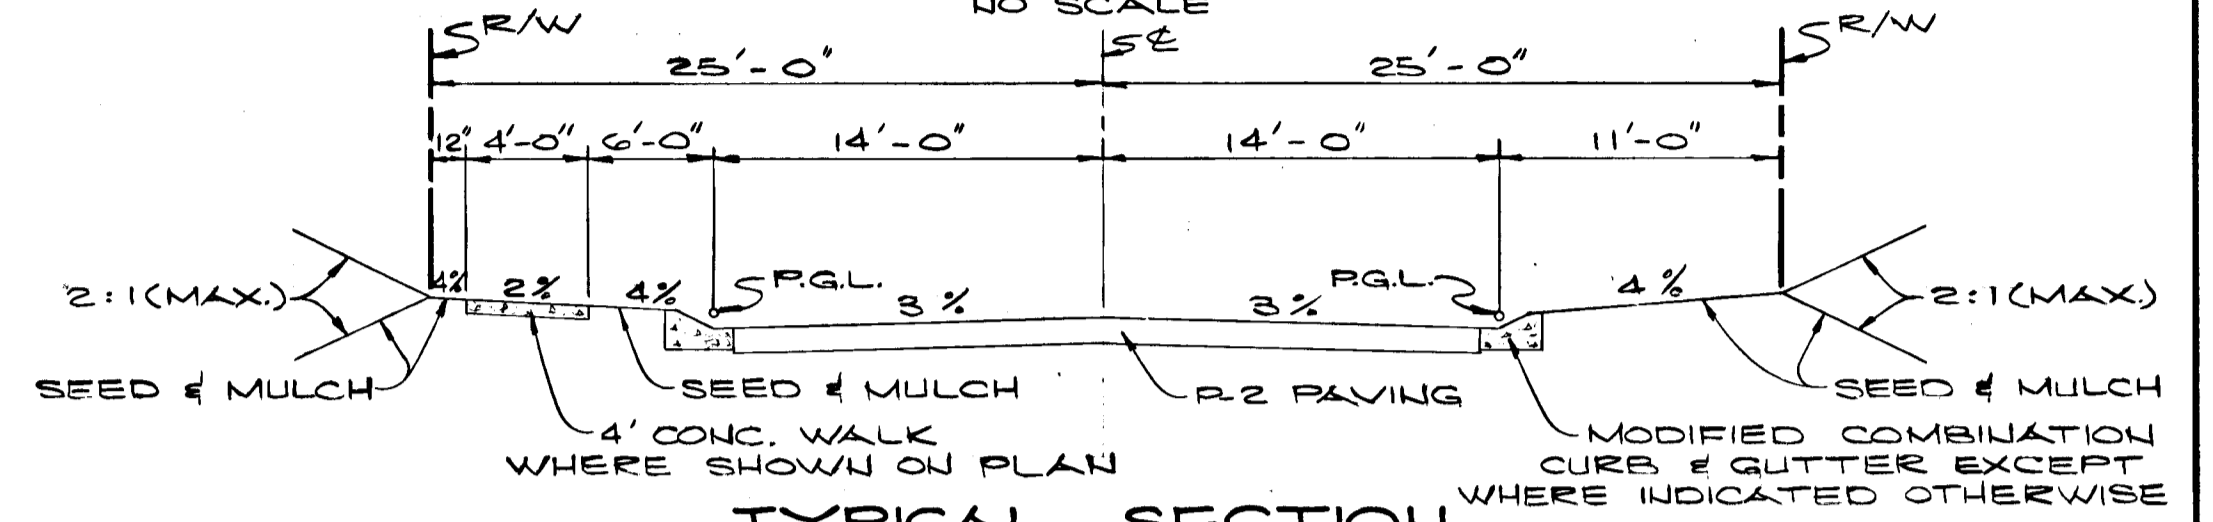 NO SCALE
R/W
℄
R/W
25'-0"
25'-0"
12" 4'-0" 6'-0" 14'-0" 14'-0" 11'-0"
P.G.L.
P.G.L.
2:1 (MAX.)
4% 2% 4% 3% 3% 4%
2:1 (MAX.)
SEED & MULCH
SEED & MULCH
P-2 PAVING
SEED & MULCH
4' CONC. WALK
WHERE SHOWN ON PLAN
MODIFIED COMBINATION
CURB & GUTTER EXCEPT
WHERE INDICATED OTHERWISE
TYPICAL SECTION